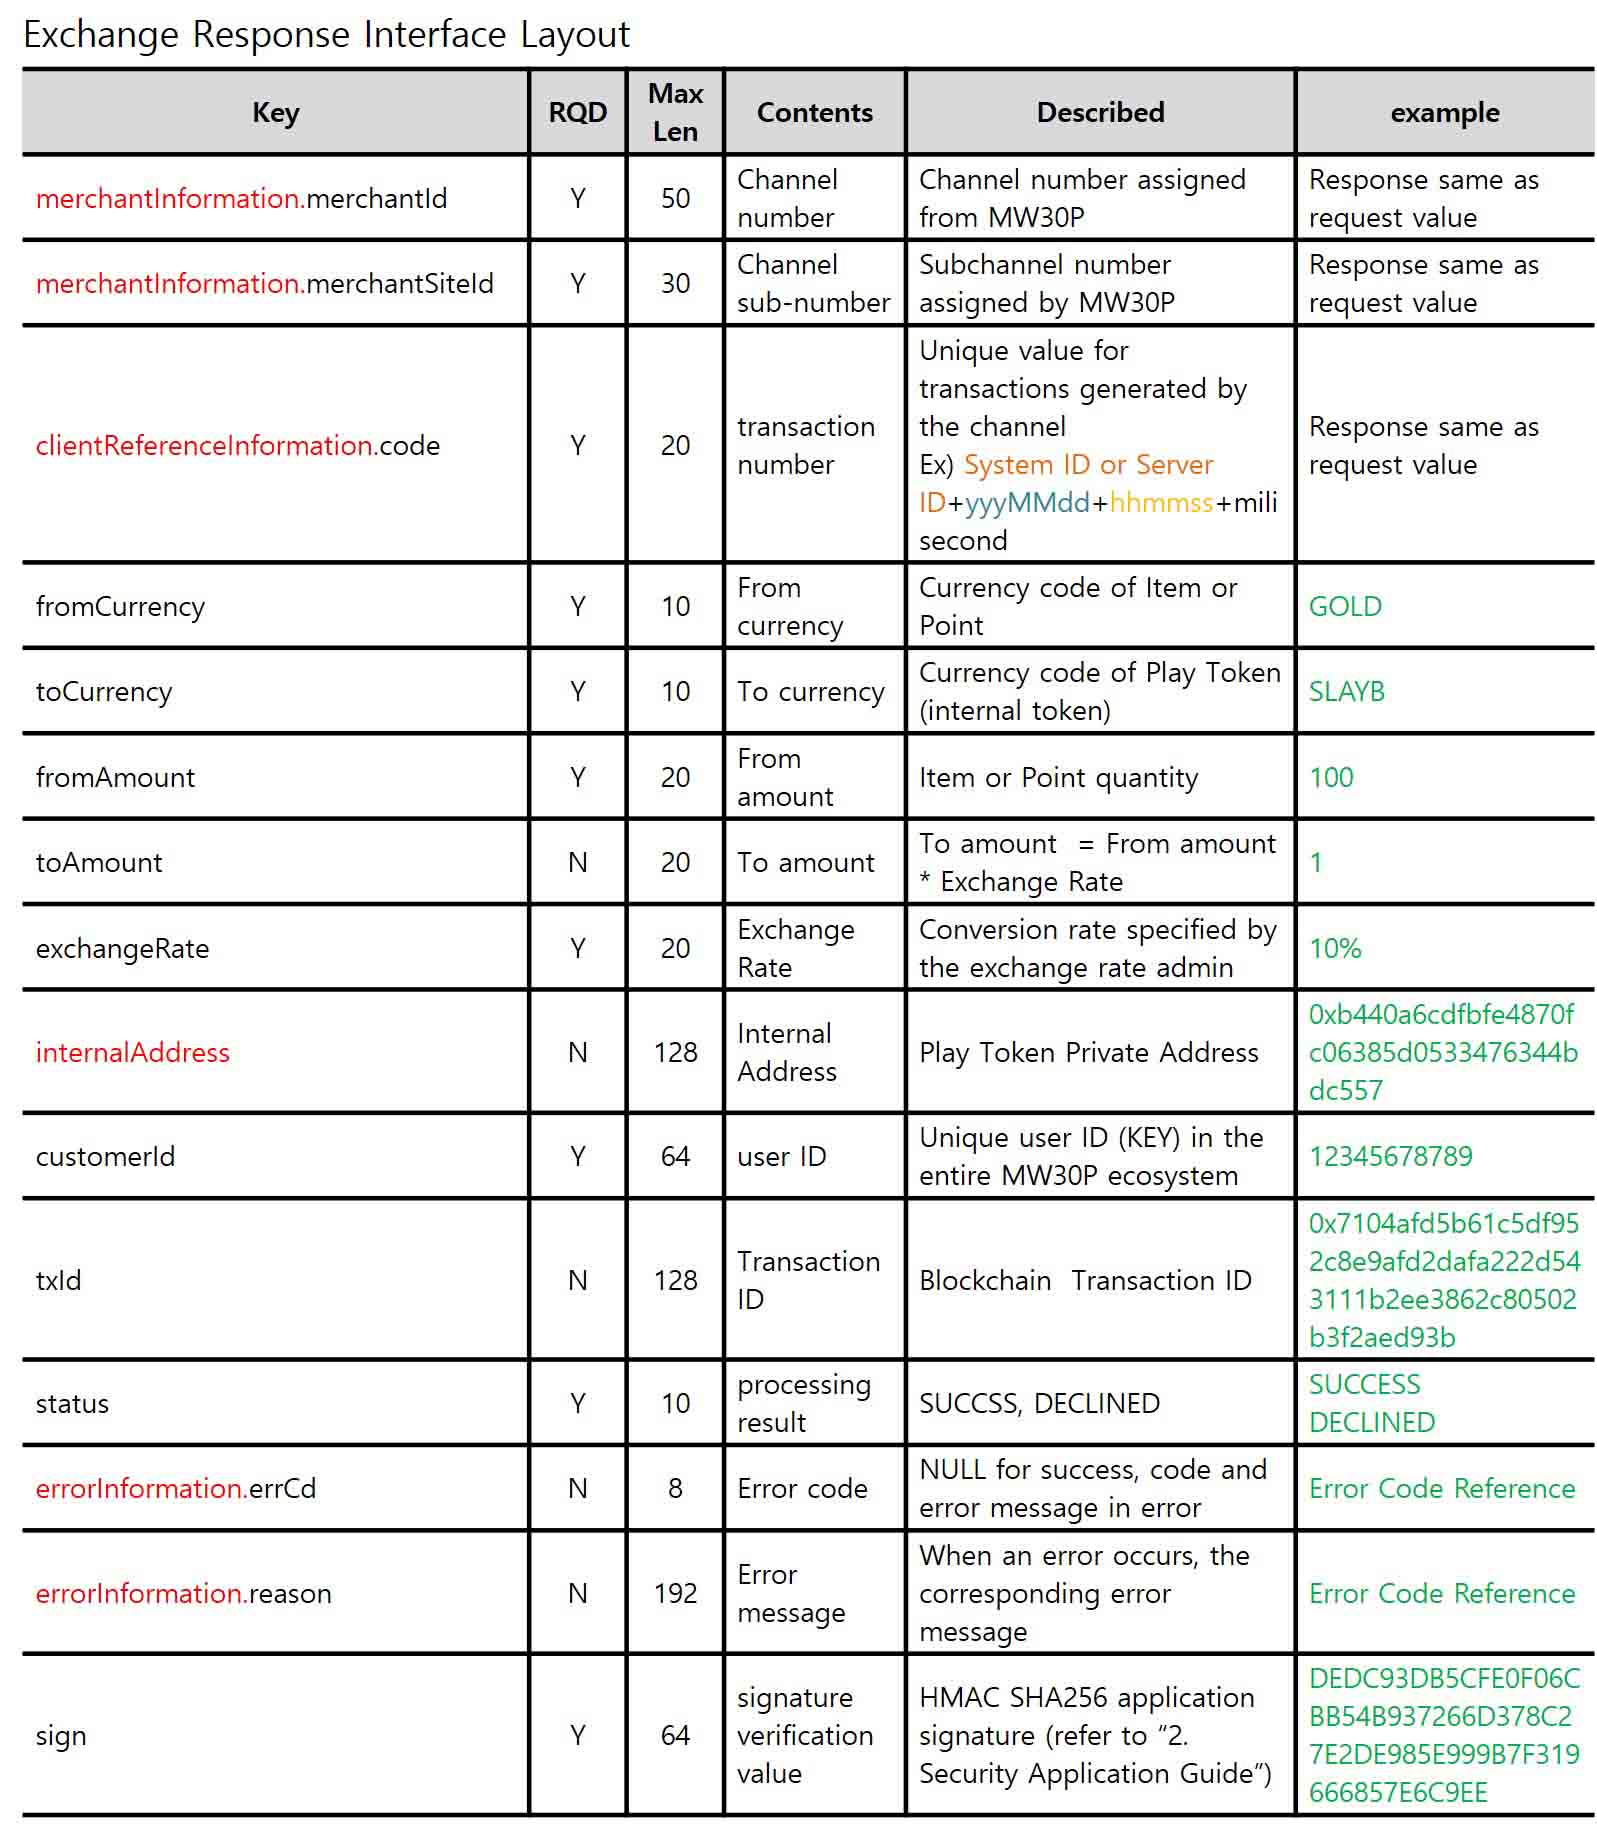 Exchange Response Interface Layout
Key RQD Max Len Contents Described example
merchantInformation.merchantId Y 50 Channel number Channel number assigned from MW30P Response same as request value
merchantInformation.merchantSiteId Y 30 Channel sub-number Subchannel number assigned by MW30P Response same as request value
clientReferenceInformation.code Y 20 transaction number Unique value for transactions generated by the channel Ex) System ID or Server ID+yyyMMdd+hhmmss+mili second Response same as request value
fromCurrency Y 10 From currency Currency code of Item or Point GOLD
toCurrency Y 10 To currency Currency code of Play Token (internal token) SLAYB
fromAmount Y 20 From amount Item or Point quantity 100
toAmount N 20 To amount To amount = From amount * Exchange Rate 1
exchangeRate Y 20 Exchange Rate Conversion rate specified by the exchange rate admin 10%
internalAddress N 128 Internal Address Play Token Private Address 0xb440a6cdfbfe4870fc06385d0533476344bdc557
customerId Y 64 user ID Unique user ID (KEY) in the entire MW30P ecosystem 12345678789
txId N 128 Transaction ID Blockchain Transaction ID 0x7104afd5b61c5df952c8e9afd2dafa222d543111b2ee3862c80502b3f2aed93b
status Y 10 processing result SUCCSS, DECLINED SUCCESS DECLINED
errorInformation.errCd N 8 Error code NULL for success, code and error message in error Error Code Reference
errorInformation.reason N 192 Error message When an error occurs, the corresponding error message Error Code Reference
sign Y 64 signature verification value HMAC SHA256 application signature (refer to “2. Security Application Guide”) DEDC93DB5CFE0F06CBB54B937266D378C27E2DE985E999B7F319666857E6C9EE